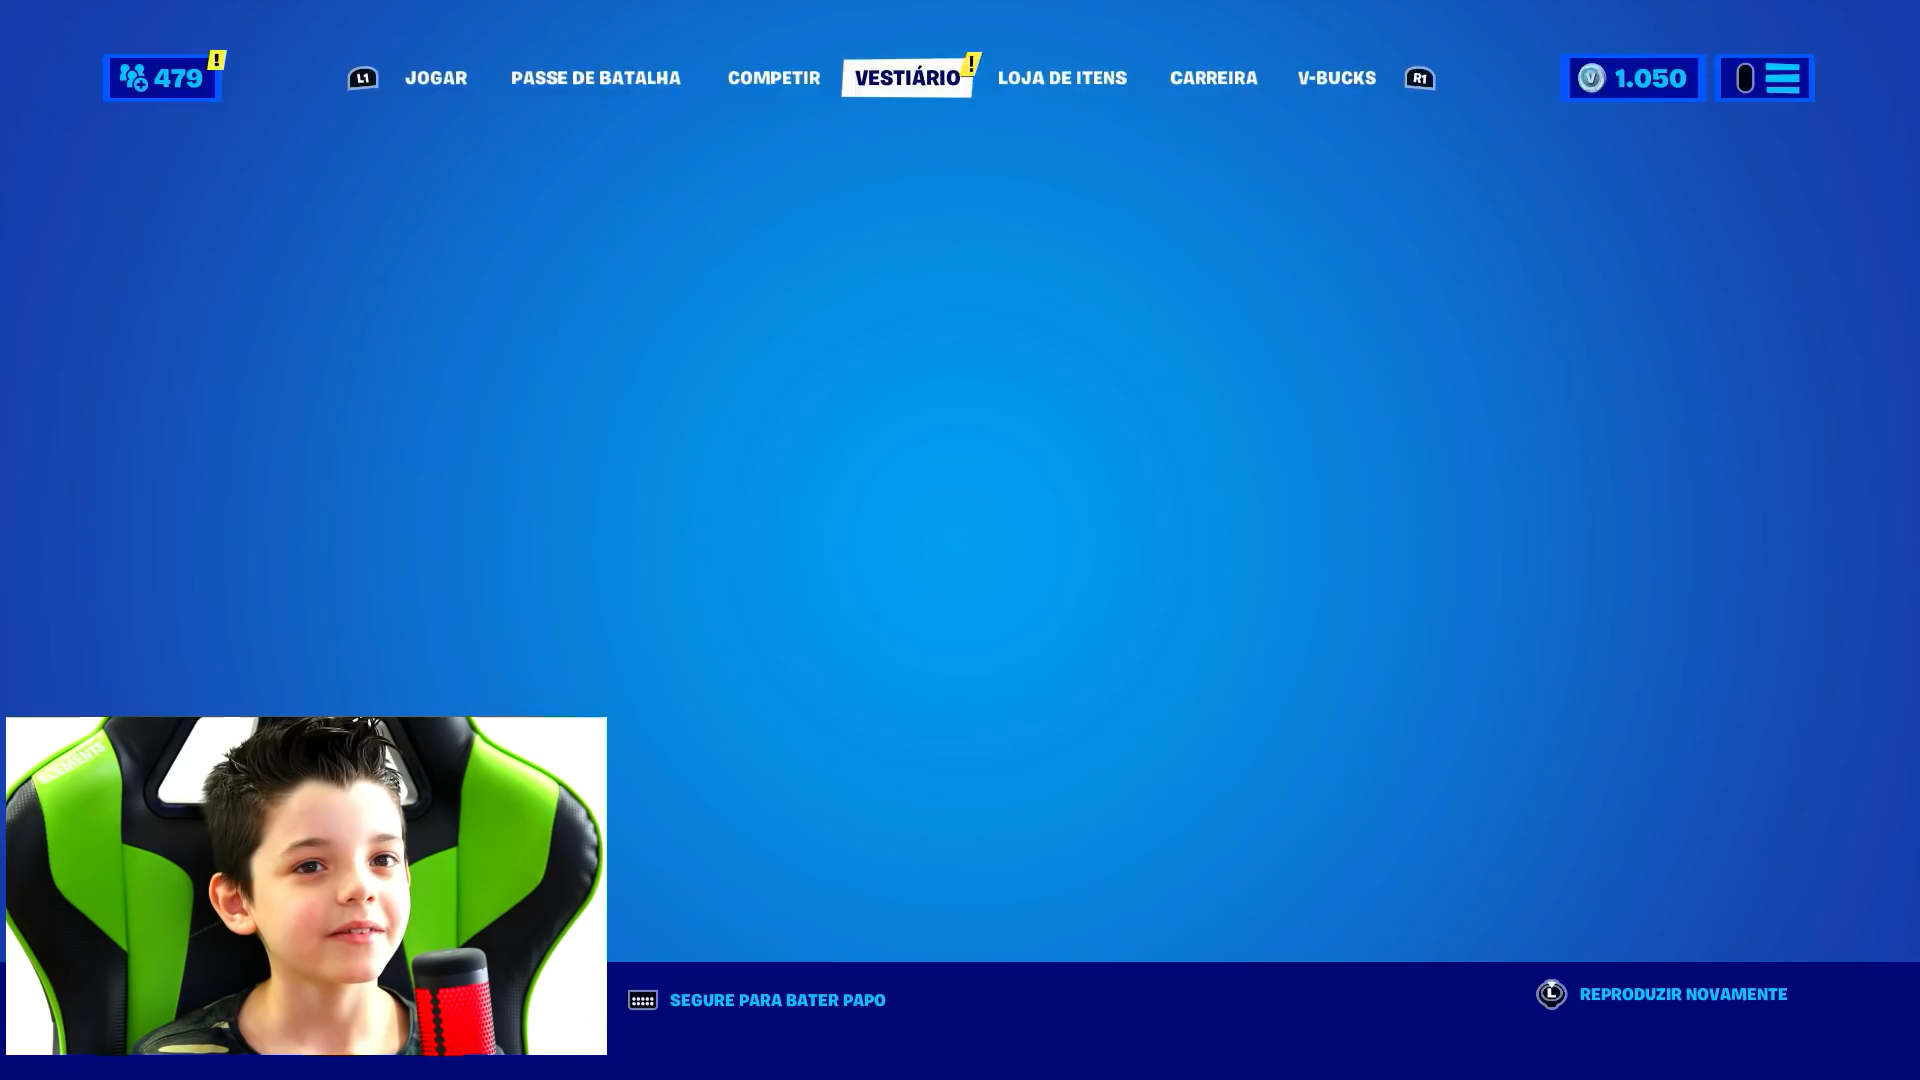 479
!
L1
JOGAR
PASSE DE BATALHA
COMPETIR
VESTIÁRIO
!
LOJA DE ITENS
CARREIRA
V-BUCKS
R1
V
1.050
ELEMENTS
SEGURE PARA BATER PAPO
L
REPRODUZIR NOVAMENTE